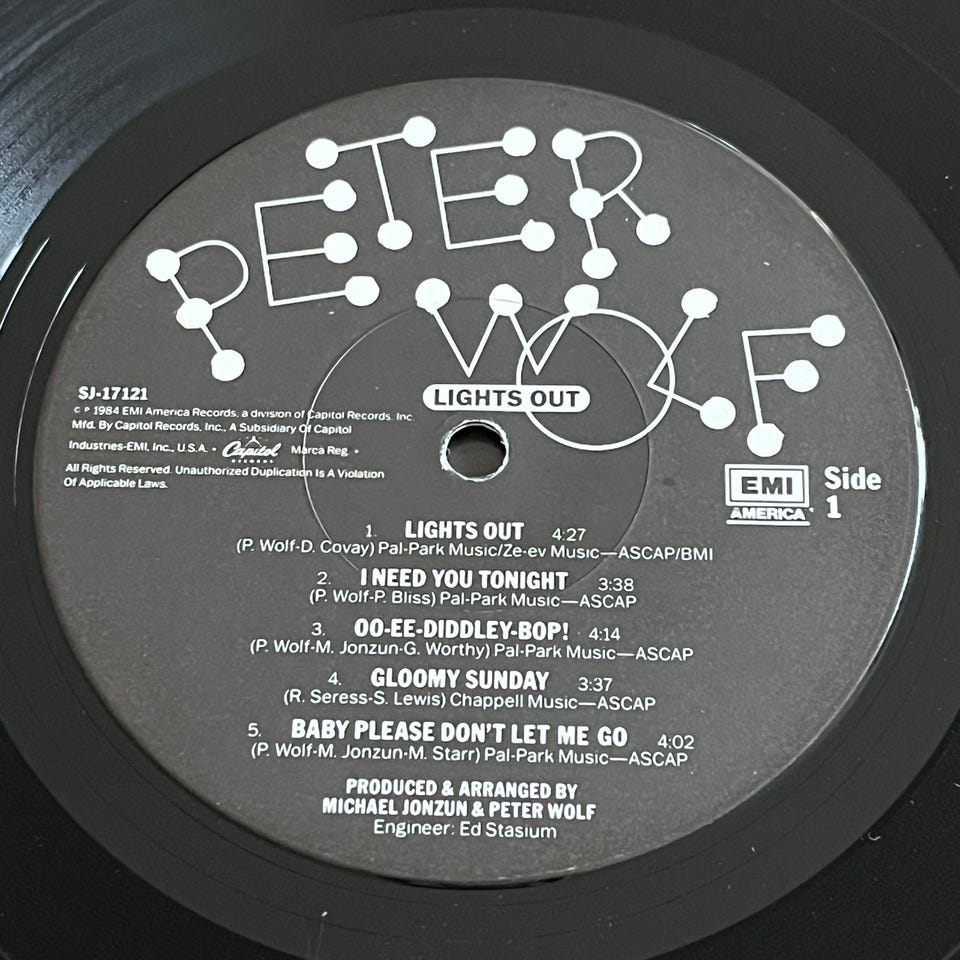 PETER
WOLF
LIGHTS OUT
SJ-17121
© ℗ 1984 EMI America Records, a division of Capitol Records, Inc.
Mfd. By Capitol Records, Inc., A Subsidiary Of Capitol
Industries-EMI, Inc., U.S.A. • Capitol RECORDS Marca Reg. •
All Rights Reserved. Unauthorized Duplication Is A Violation
Of Applicable Laws.
EMI
AMERICA
Side
1
1. LIGHTS OUT 4:27
(P. Wolf-D. Covay) Pal-Park Music/Ze-ev Music—ASCAP/BMI
2. I NEED YOU TONIGHT 3:38
(P. Wolf-P. Bliss) Pal-Park Music—ASCAP
3. OO-EE-DIDDLEY-BOP! 4:14
(P. Wolf-M. Jonzun-G. Worthy) Pal-Park Music—ASCAP
4. GLOOMY SUNDAY 3:37
(R. Seress-S. Lewis) Chappell Music—ASCAP
5. BABY PLEASE DON'T LET ME GO 4:02
(P. Wolf-M. Jonzun-M. Starr) Pal-Park Music—ASCAP
PRODUCED & ARRANGED BY
MICHAEL JONZUN & PETER WOLF
Engineer: Ed Stasium